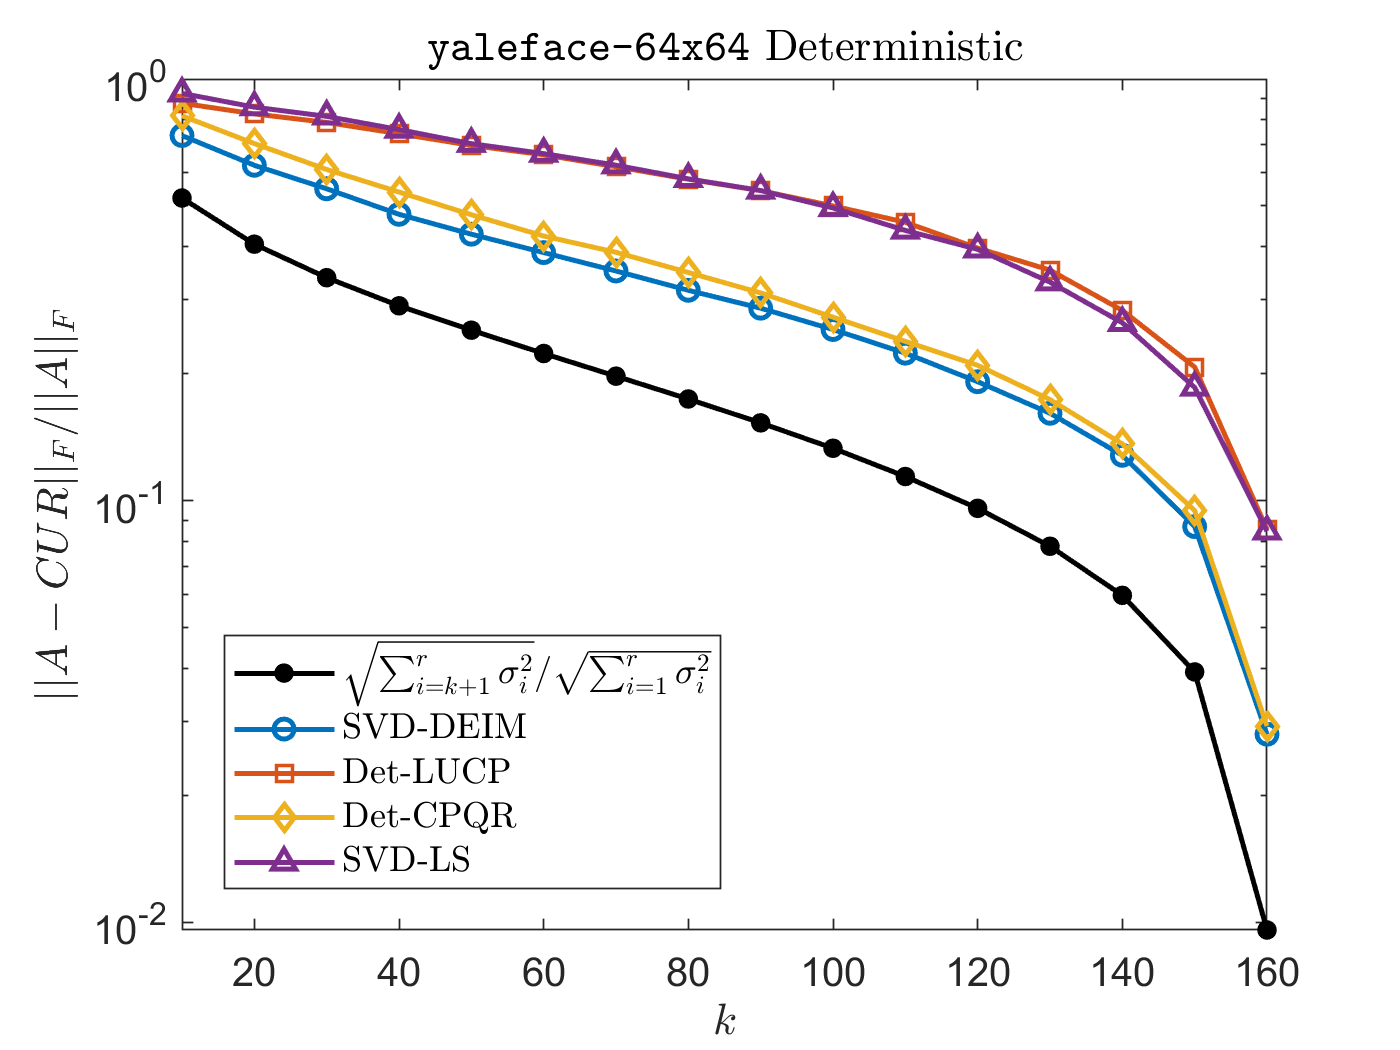 yaleface-64x64 Deterministic
10^0
10^-1
10^-2
||A − CUR||_F/||A||_F
√∑_{i=k+1}^r σ_i^2/√∑_{i=1}^r σ_i^2
SVD-DEIM
Det-LUCP
Det-CPQR
SVD-LS
20 40 60 80 100 120 140 160
k